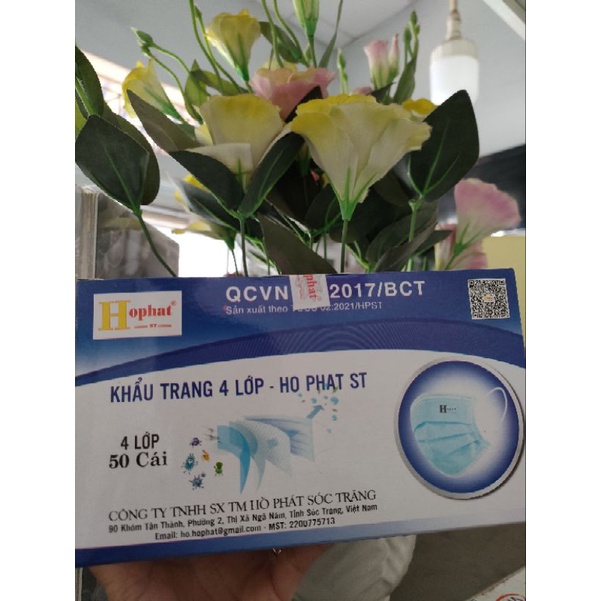 Hophat®
QCVN 2017/BCT
Sản xuất theo 02:2021/HPST
KHẨU TRANG 4 LỚP - HO PHAT ST
4 LỚP
50 Cái
CÔNG TY TNHH SX TM HỒ PHÁT SÓC TRĂNG
90 Khóm Tân Thành, Phường 2, Thị Xã Ngã Năm, Tỉnh Sóc Trăng, Việt Nam
Email: ho.hophat@gmail.com - MST: 2200775713